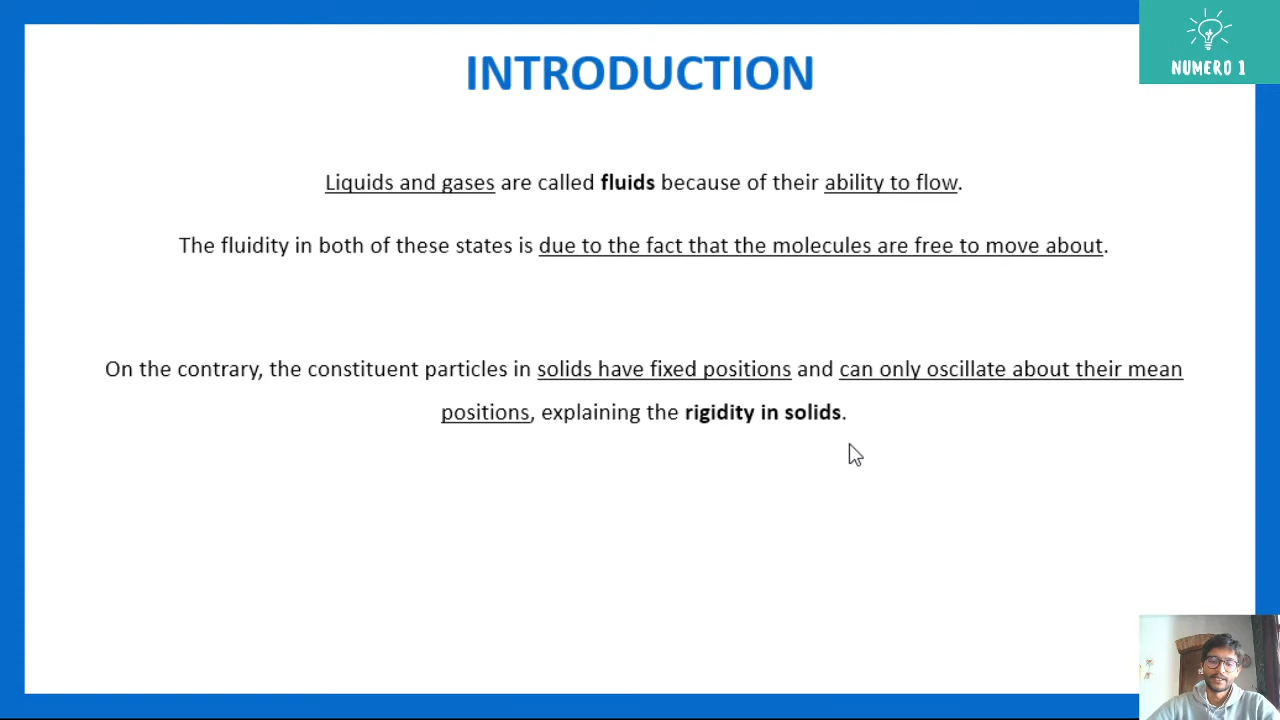 NUMERO 1
INTRODUCTION
Liquids and gases are called fluids because of their ability to flow.
The fluidity in both of these states is due to the fact that the molecules are free to move about.
On the contrary, the constituent particles in solids have fixed positions and can only oscillate about their mean
positions, explaining the rigidity in solids.